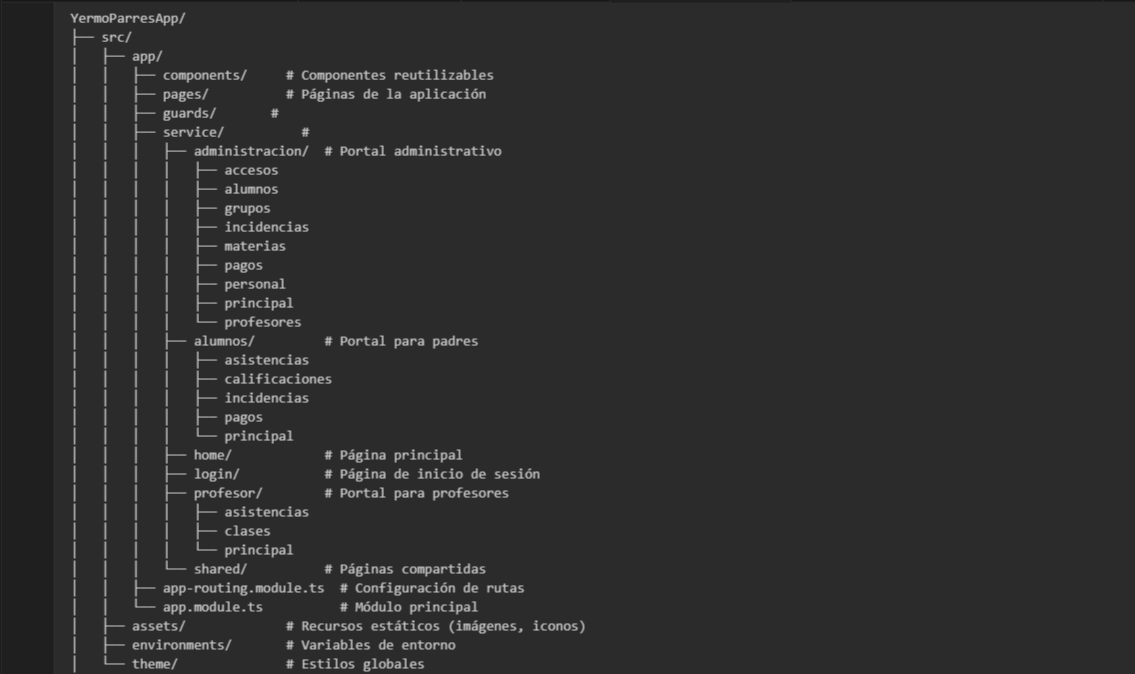 YermoParresApp/
├── src/
│   ├── app/
│   │   ├── components/     # Componentes reutilizables
│   │   ├── pages/          # Páginas de la aplicación
│   │   ├── guards/       #
│   │   ├── service/          #
│   │   │   ├── administracion/  # Portal administrativo
│   │   │   │   ├── accesos
│   │   │   │   ├── alumnos
│   │   │   │   ├── grupos
│   │   │   │   ├── incidencias
│   │   │   │   ├── materias
│   │   │   │   ├── pagos
│   │   │   │   ├── personal
│   │   │   │   ├── principal
│   │   │   │   └── profesores
│   │   │   ├── alumnos/         # Portal para padres
│   │   │   │   ├── asistencias
│   │   │   │   ├── calificaciones
│   │   │   │   ├── incidencias
│   │   │   │   ├── pagos
│   │   │   │   └── principal
│   │   │   ├── home/            # Página principal
│   │   │   ├── login/           # Página de inicio de sesión
│   │   │   ├── profesor/        # Portal para profesores
│   │   │   │   ├── asistencias
│   │   │   │   ├── clases
│   │   │   │   └── principal
│   │   │   └── shared/          # Páginas compartidas
│   │   ├── app-routing.module.ts  # Configuración de rutas
│   │   └── app.module.ts          # Módulo principal
│   ├── assets/             # Recursos estáticos (imágenes, iconos)
│   ├── environments/       # Variables de entorno
│   └── theme/              # Estilos globales